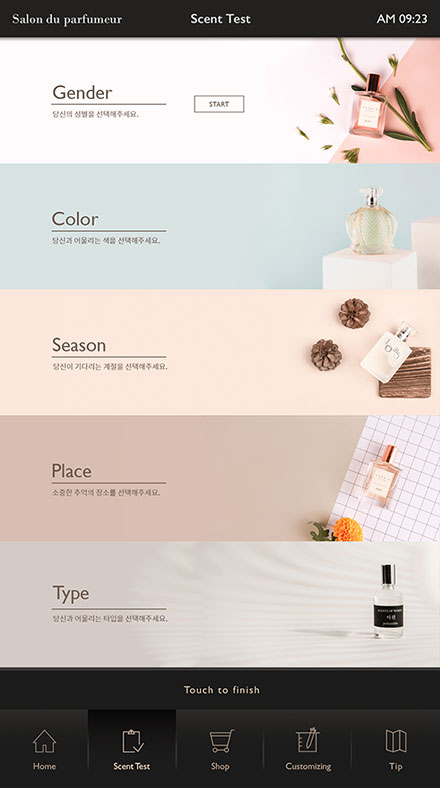 Salon du parfumeur
Scent Test
AM 09:23
Gender
당신의 성별을 선택해주세요.
START
Color
당신과 어울리는 색을 선택해주세요.
Season
당신이 기다리는 계절을 선택해주세요.
Place
소중한 추억의 장소를 선택해주세요.
Type
당신과 어울리는 타입을 선택해주세요.
Touch to finish
Home
Scent Test
Shop
Customizing
Tip